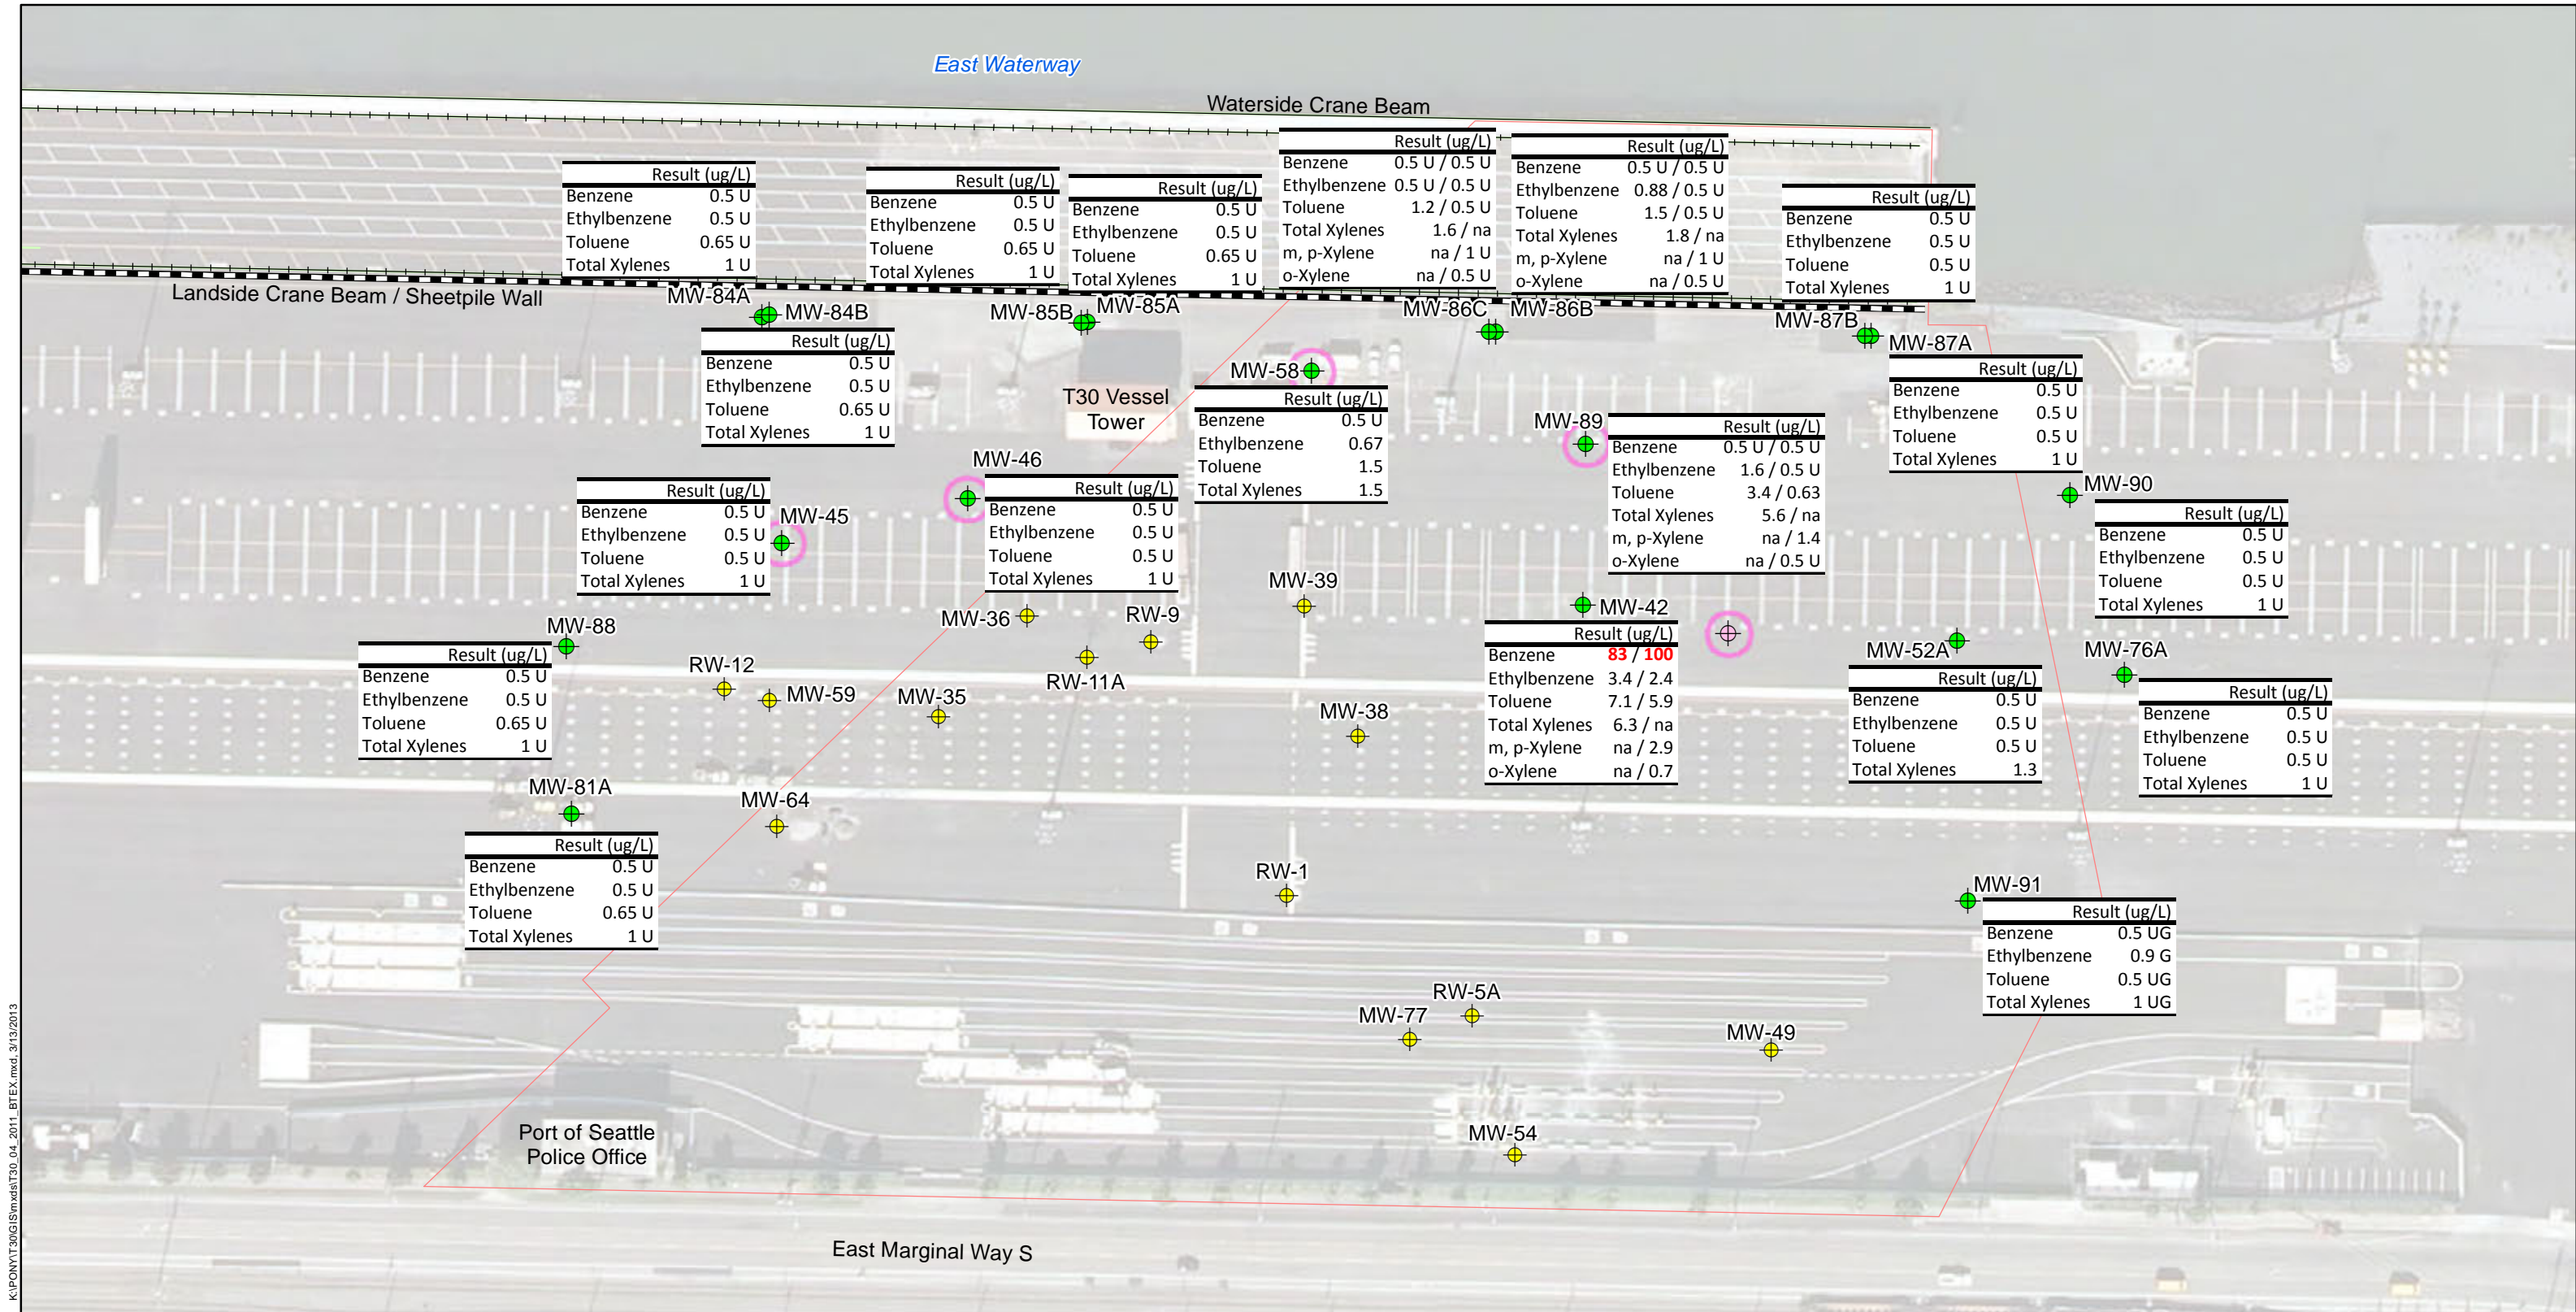 East Waterway
Waterside Crane Beam
Landside Crane Beam / Sheetpile Wall
Result (ug/L)
Benzene 0.5 U
Ethylbenzene 0.5 U
Toluene 0.65 U
Total Xylenes 1 U
MW-84A
Result (ug/L)
Benzene 0.5 U
Ethylbenzene 0.5 U
Toluene 0.65 U
Total Xylenes 1 U
MW-85B
Result (ug/L)
Benzene 0.5 U
Ethylbenzene 0.5 U
Toluene 0.65 U
Total Xylenes 1 U
MW-85A
Result (ug/L)
Benzene 0.5 U / 0.5 U
Ethylbenzene 0.5 U / 0.5 U
Toluene 1.2 / 0.5 U
Total Xylenes 1.6 / na
m, p-Xylene na / 1 U
o-Xylene na / 0.5 U
MW-86C
Result (ug/L)
Benzene 0.5 U / 0.5 U
Ethylbenzene 0.88 / 0.5 U
Toluene 1.5 / 0.5 U
Total Xylenes 1.8 / na
m, p-Xylene na / 1 U
o-Xylene na / 0.5 U
MW-86B
Result (ug/L)
Benzene 0.5 U
Ethylbenzene 0.5 U
Toluene 0.5 U
Total Xylenes 1 U
MW-87B
MW-84B
Result (ug/L)
Benzene 0.5 U
Ethylbenzene 0.5 U
Toluene 0.65 U
Total Xylenes 1 U
MW-87A
Result (ug/L)
Benzene 0.5 U
Ethylbenzene 0.5 U
Toluene 0.5 U
Total Xylenes 1 U
T30 Vessel
Tower
MW-58
Result (ug/L)
Benzene 0.5 U
Ethylbenzene 0.67
Toluene 1.5
Total Xylenes 1.5
MW-89
Result (ug/L)
Benzene 0.5 U / 0.5 U
Ethylbenzene 1.6 / 0.5 U
Toluene 3.4 / 0.63
Total Xylenes 5.6 / na
m, p-Xylene na / 1.4
o-Xylene na / 0.5 U
MW-46
Result (ug/L)
Benzene 0.5 U
Ethylbenzene 0.5 U
Toluene 0.5 U
Total Xylenes 1 U
MW-45
Result (ug/L)
Benzene 0.5 U
Ethylbenzene 0.5 U
Toluene 0.5 U
Total Xylenes 1 U
MW-90
Result (ug/L)
Benzene 0.5 U
Ethylbenzene 0.5 U
Toluene 0.5 U
Total Xylenes 1 U
MW-88
Result (ug/L)
Benzene 0.5 U
Ethylbenzene 0.5 U
Toluene 0.65 U
Total Xylenes 1 U
MW-36
RW-9
MW-39
RW-12
MW-59
MW-35
RW-11A
MW-38
MW-42
Result (ug/L)
Benzene 83 / 100
Ethylbenzene 3.4 / 2.4
Toluene 7.1 / 5.9
Total Xylenes 6.3 / na
m, p-Xylene na / 2.9
o-Xylene na / 0.7
MW-52A
Result (ug/L)
Benzene 0.5 U
Ethylbenzene 0.5 U
Toluene 0.5 U
Total Xylenes 1.3
MW-76A
Result (ug/L)
Benzene 0.5 U
Ethylbenzene 0.5 U
Toluene 0.5 U
Total Xylenes 1 U
MW-81A
Result (ug/L)
Benzene 0.5 U
Ethylbenzene 0.5 U
Toluene 0.65 U
Total Xylenes 1 U
MW-64
RW-1
MW-91
Result (ug/L)
Benzene 0.5 UG
Ethylbenzene 0.9 G
Toluene 0.5 UG
Total Xylenes 1 UG
RW-5A
MW-77
MW-49
MW-54
Port of Seattle
Police Office
East Marginal Way S
K:\PONY\T30\GIS\mxds\T30_04_2011_BTEX.mxd, 3/13/2013